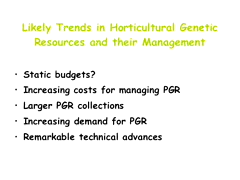 Likely Trends in Horticultural Genetic
Resources and their Management
• Static budgets?
• Increasing costs for managing PGR
• Larger PGR collections
• Increasing demand for PGR
• Remarkable technical advances